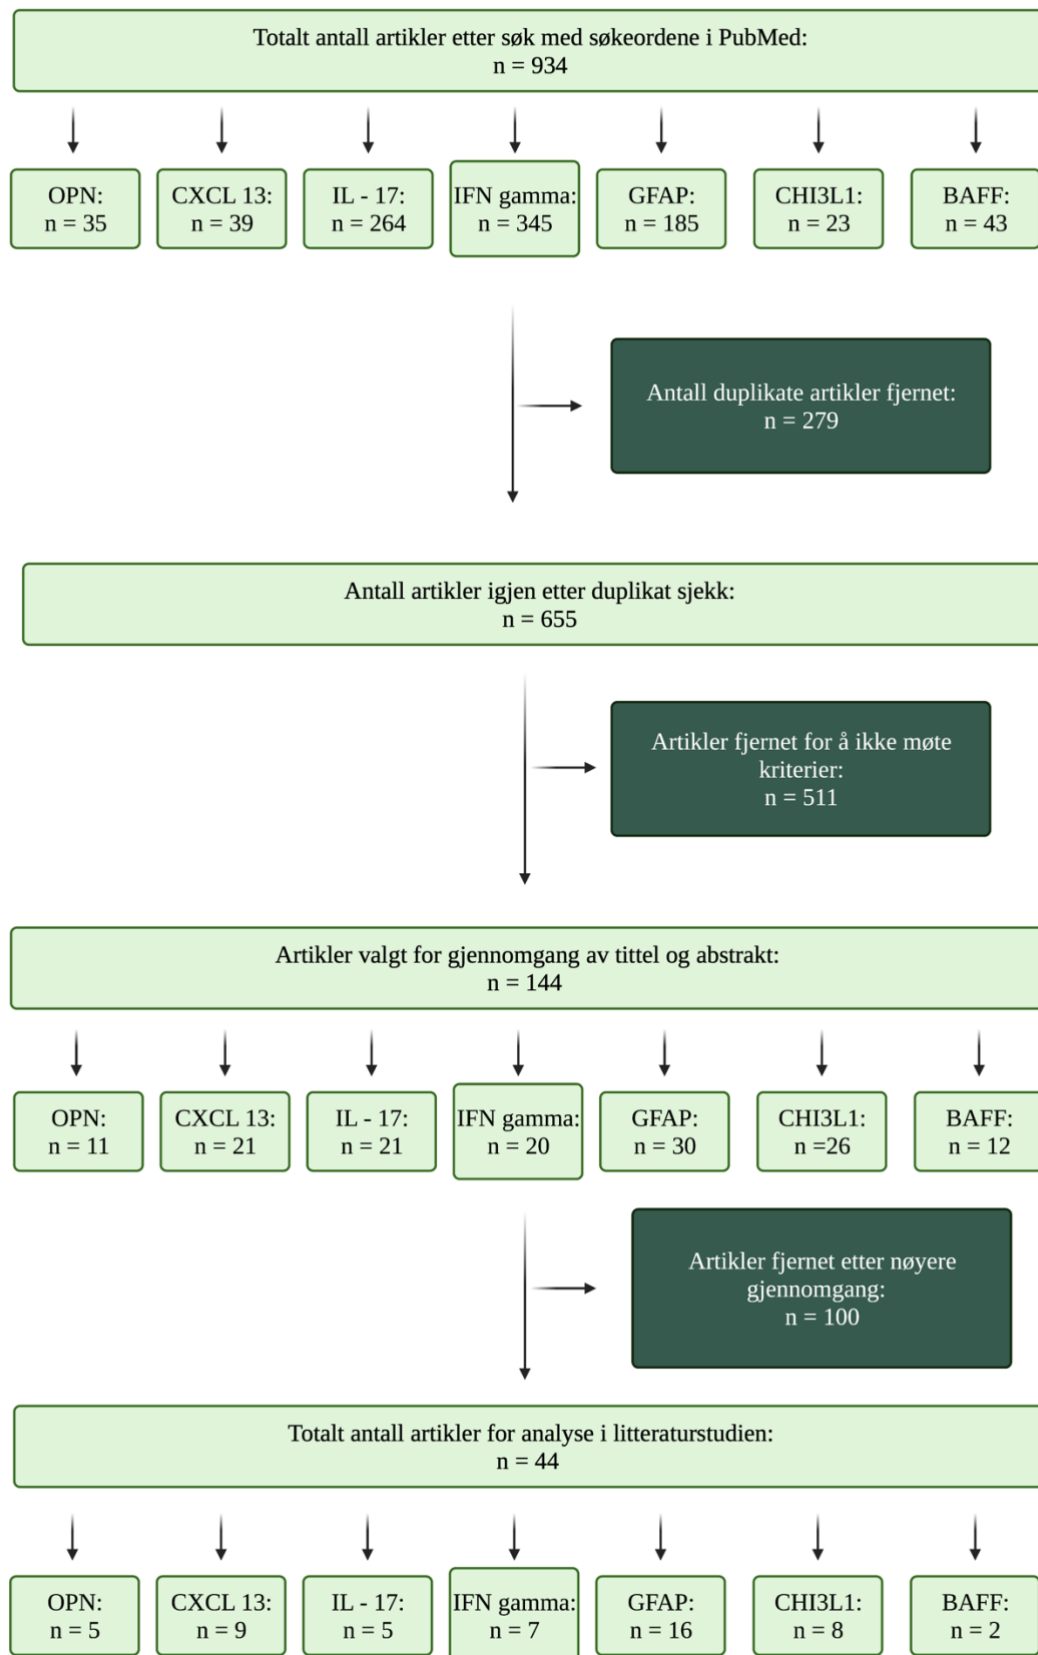 Totalt antall artikler etter søk med søkeordene i PubMed:
n = 934
OPN:
n = 35
CXCL 13:
n = 39
IL - 17:
n = 264
IFN gamma:
n = 345
GFAP:
n = 185
CHI3L1:
n = 23
BAFF:
n = 43
Antall duplikate artikler fjernet:
n = 279
Antall artikler igjen etter duplikat sjekk:
n = 655
Artikler fjernet for å ikke møte
kriterier:
n = 511
Artikler valgt for gjennomgang av tittel og abstrakt:
n = 144
OPN:
n = 11
CXCL 13:
n = 21
IL - 17:
n = 21
IFN gamma:
n = 20
GFAP:
n = 30
CHI3L1:
n =26
BAFF:
n = 12
Artikler fjernet etter nøyere
gjennomgang:
n = 100
Totalt antall artikler for analyse i litteraturstudien:
n = 44
OPN:
n = 5
CXCL 13:
n = 9
IL - 17:
n = 5
IFN gamma:
n = 7
GFAP:
n = 16
CHI3L1:
n = 8
BAFF:
n = 2